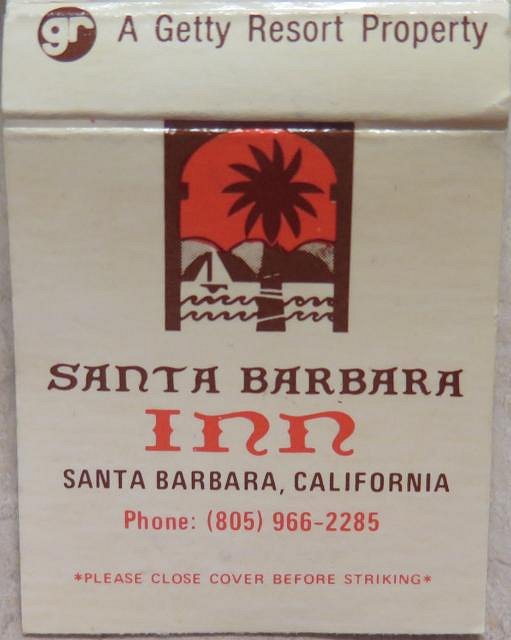 gr A Getty Resort Property
SANTA BARBARA
INN
SANTA BARBARA, CALIFORNIA
Phone: (805) 966-2285
*PLEASE CLOSE COVER BEFORE STRIKING*